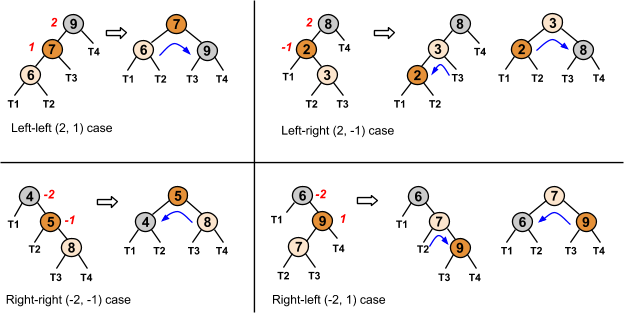 2 9
1 7 T4
6 T3
T1 T2
7
6 9
T1 T2 T3 T4
Left-left (2, 1) case
2 8
-1 2 T4
T1 3
T2 T3
8
3 T4
2 T3
T1 T2
3
2 8
T1 T2 T3 T4
Left-right (2, -1) case
4 -2
T1 5 -1
T2 8
T3 T4
5
4 8
T1 T2 T3 T4
Right-right (-2, -1) case
6 -2
T1 9 1
7 T4
T2 T3
6
T1 7
T2 9
T3 T4
7
6 9
T1 T2 T3 T4
Right-left (-2, 1) case